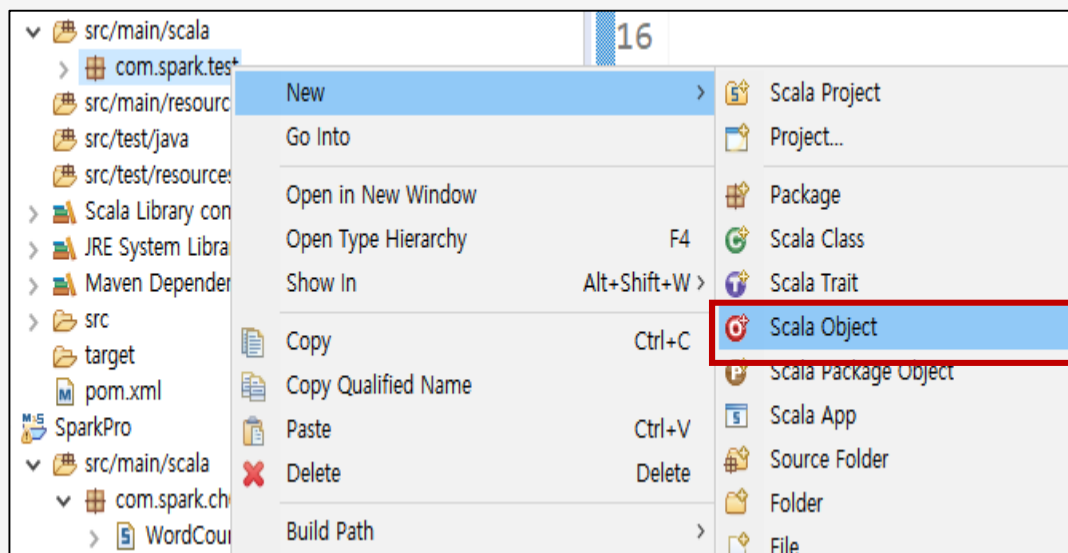 src/main/scala
16
com.spark.test
src/main/resourc
src/test/java
src/test/resources
Scala Library con
JRE System Libra
Maven Depender
src
target
pom.xml
SparkPro
src/main/scala
com.spark.ch
WordCou
New
Go Into
Open in New Window
Open Type Hierarchy F4
Show In Alt+Shift+W >
Copy Ctrl+C
Copy Qualified Name
Paste Ctrl+V
Delete Delete
Build Path
Scala Project
Project...
Package
Scala Class
Scala Trait
Scala Object
Scala Package Object
Scala App
Source Folder
Folder
File